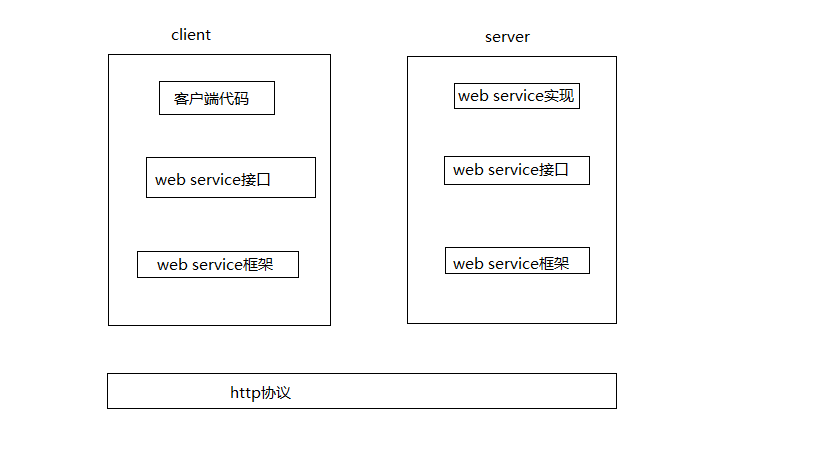 client
server
客户端代码
web service实现
web service接口
web service接口
web service框架
web service框架
http协议